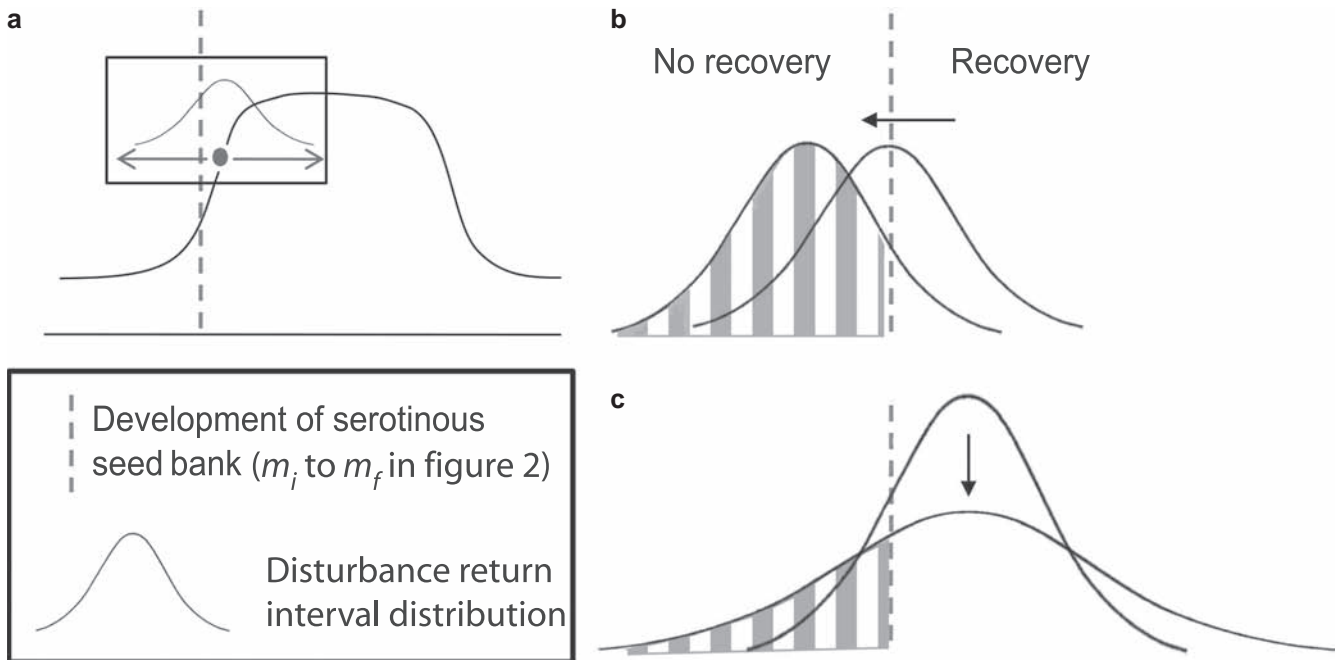 a
b
No recovery
Recovery
Development of serotinous
seed bank (m_i to m_f in figure 2)
Disturbance return
interval distribution
c